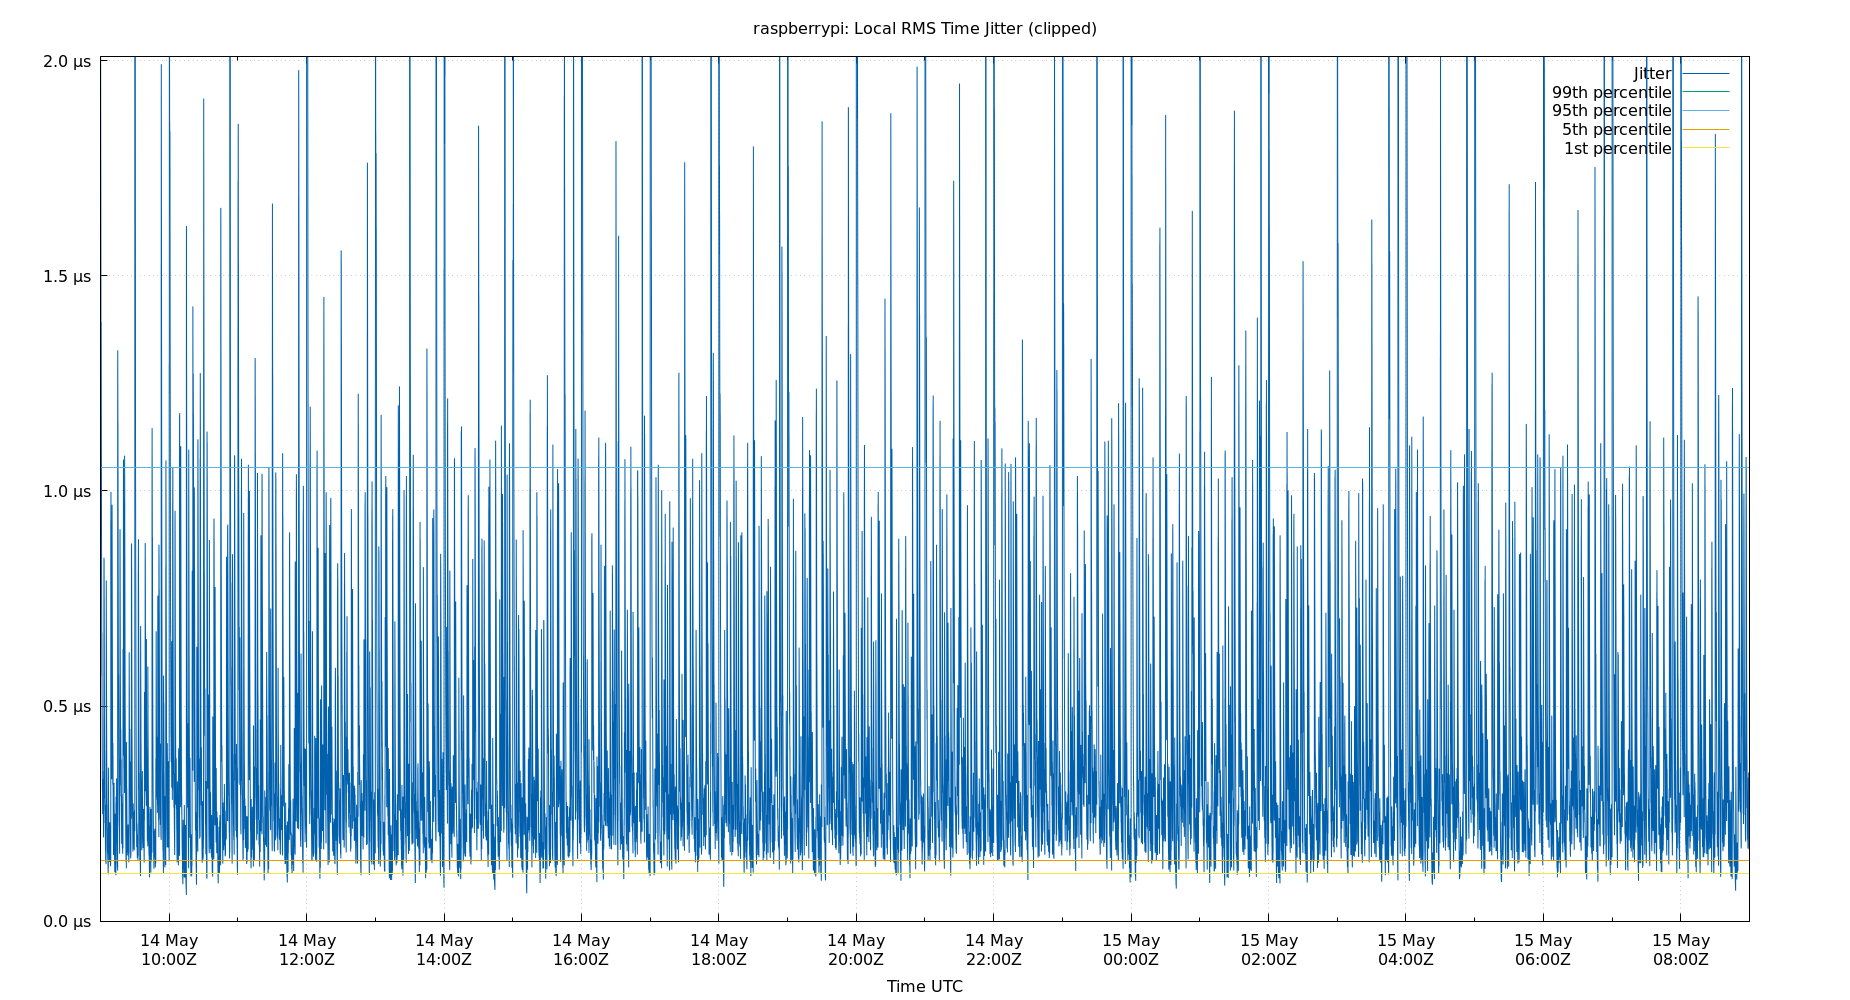 raspberrypi: Local RMS Time Jitter (clipped)
2.0 µs
1.5 µs
1.0 µs
0.5 µs
0.0 µs
Jitter
99th percentile
95th percentile
5th percentile
1st percentile
14 May 14 May 14 May 14 May 14 May 14 May 14 May 15 May 15 May 15 May 15 May 15 May
10:00Z 12:00Z 14:00Z 16:00Z 18:00Z 20:00Z 22:00Z 00:00Z 02:00Z 04:00Z 06:00Z 08:00Z
Time UTC